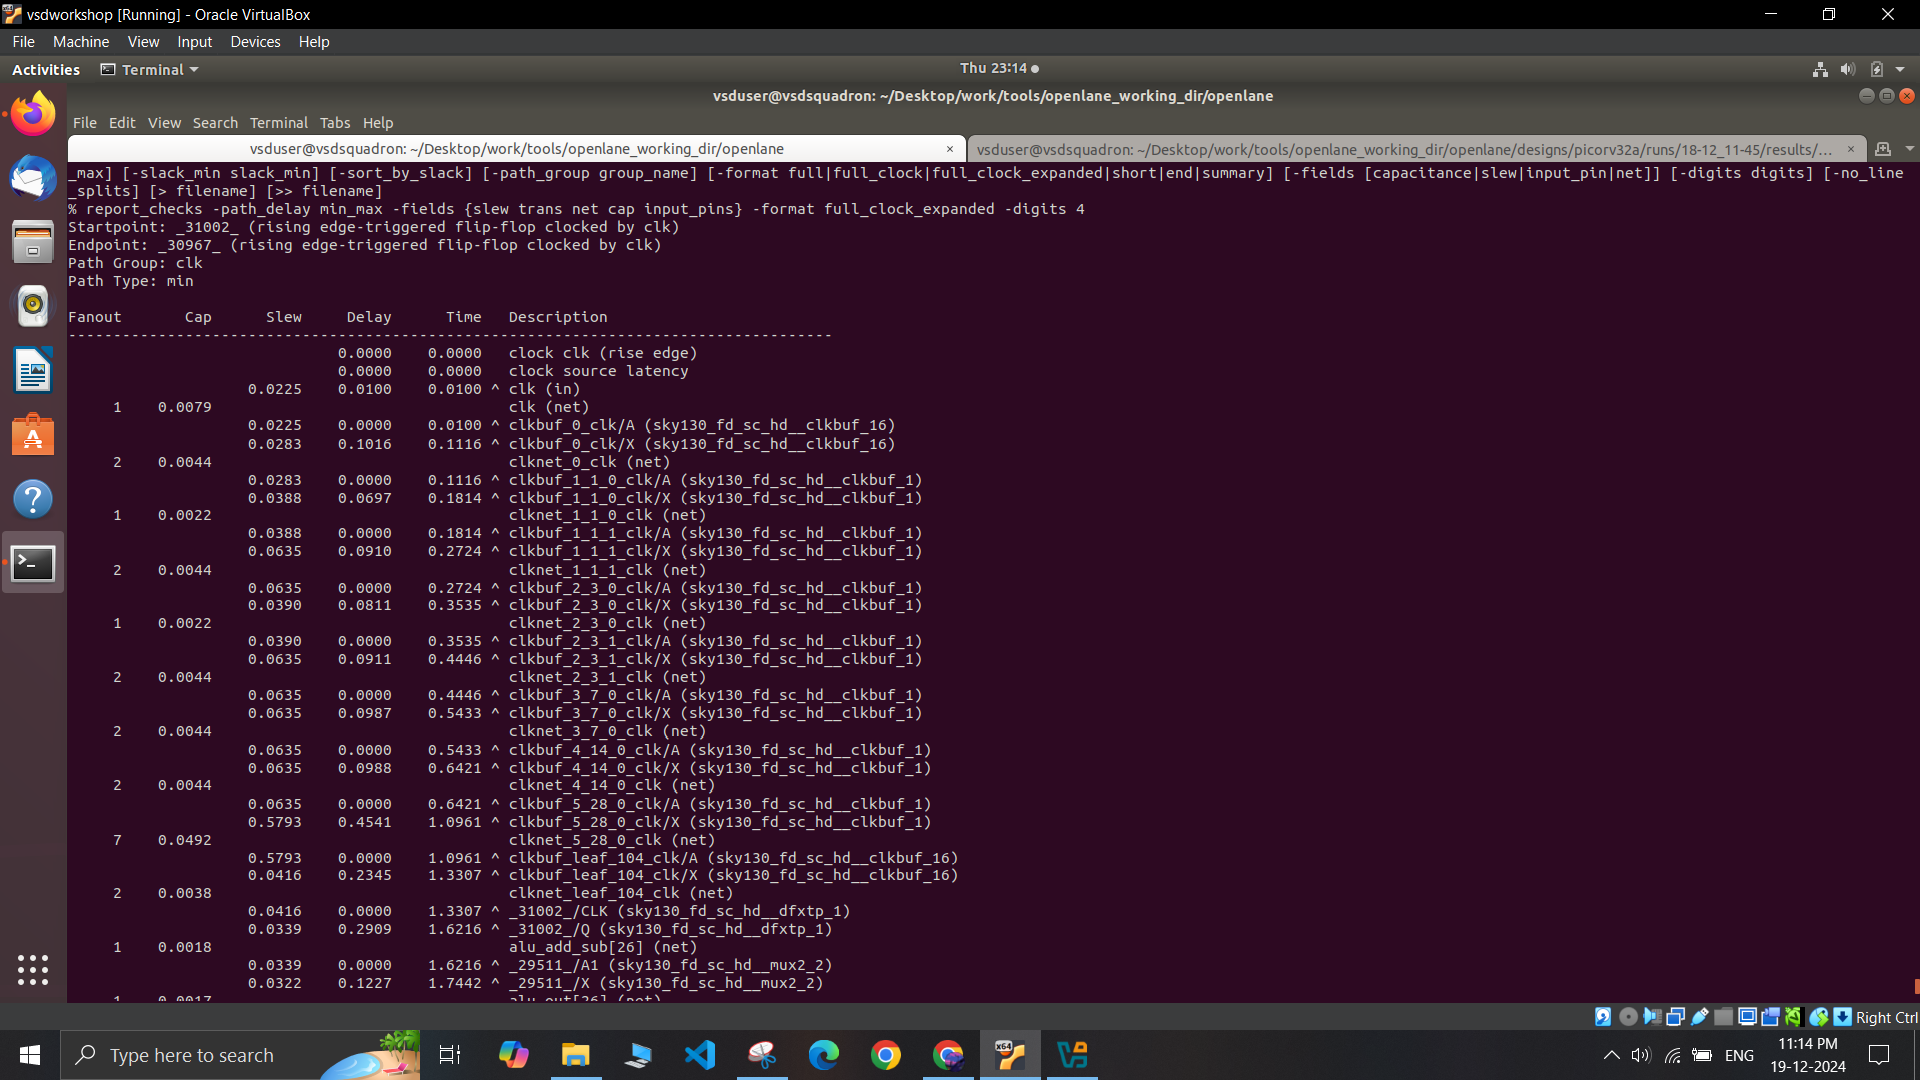 vsdworkshop [Running] - Oracle VirtualBox
File Machine View Input Devices Help
Activities Terminal Thu 23:14
vsduser@vsdsquadron: ~/Desktop/work/tools/openlane_working_dir/openlane
File Edit View Search Terminal Tabs Help
vsduser@vsdsquadron: ~/Desktop/work/tools/openlane_working_dir/openlane × vsduser@vsdsquadron: ~/Desktop/work/tools/openlane_working_dir/openlane/designs/picorv32a/runs/18-12_11-45/results/... ×
_max] [-slack_min slack_min] [-sort_by_slack] [-path_group group_name] [-format full|full_clock|full_clock_expanded|short|end|summary] [-fields [capacitance|slew|input_pin|net]] [-digits digits] [-no_line
_splits] [> filename] [>> filename]
% report_checks -path_delay min_max -fields {slew trans net cap input_pins} -format full_clock_expanded -digits 4
Startpoint: _31002_ (rising edge-triggered flip-flop clocked by clk)
Endpoint: _30967_ (rising edge-triggered flip-flop clocked by clk)
Path Group: clk
Path Type: min
Fanout Cap Slew Delay Time Description
-------------------------------------------------------------------------------------
0.0000 0.0000 clock clk (rise edge)
0.0000 0.0000 clock source latency
0.0225 0.0100 0.0100 ^ clk (in)
1 0.0079 clk (net)
0.0225 0.0000 0.0100 ^ clkbuf_0_clk/A (sky130_fd_sc_hd__clkbuf_16)
0.0283 0.1016 0.1116 ^ clkbuf_0_clk/X (sky130_fd_sc_hd__clkbuf_16)
2 0.0044 clknet_0_clk (net)
0.0283 0.0000 0.1116 ^ clkbuf_1_1_0_clk/A (sky130_fd_sc_hd__clkbuf_1)
0.0388 0.0697 0.1814 ^ clkbuf_1_1_0_clk/X (sky130_fd_sc_hd__clkbuf_1)
1 0.0022 clknet_1_1_0_clk (net)
0.0388 0.0000 0.1814 ^ clkbuf_1_1_1_clk/A (sky130_fd_sc_hd__clkbuf_1)
0.0635 0.0910 0.2724 ^ clkbuf_1_1_1_clk/X (sky130_fd_sc_hd__clkbuf_1)
2 0.0044 clknet_1_1_1_clk (net)
0.0635 0.0000 0.2724 ^ clkbuf_2_3_0_clk/A (sky130_fd_sc_hd__clkbuf_1)
0.0390 0.0811 0.3535 ^ clkbuf_2_3_0_clk/X (sky130_fd_sc_hd__clkbuf_1)
1 0.0022 clknet_2_3_0_clk (net)
0.0390 0.0000 0.3535 ^ clkbuf_2_3_1_clk/A (sky130_fd_sc_hd__clkbuf_1)
0.0635 0.0911 0.4446 ^ clkbuf_2_3_1_clk/X (sky130_fd_sc_hd__clkbuf_1)
2 0.0044 clknet_2_3_1_clk (net)
0.0635 0.0000 0.4446 ^ clkbuf_3_7_0_clk/A (sky130_fd_sc_hd__clkbuf_1)
0.0635 0.0987 0.5433 ^ clkbuf_3_7_0_clk/X (sky130_fd_sc_hd__clkbuf_1)
2 0.0044 clknet_3_7_0_clk (net)
0.0635 0.0000 0.5433 ^ clkbuf_4_14_0_clk/A (sky130_fd_sc_hd__clkbuf_1)
0.0635 0.0988 0.6421 ^ clkbuf_4_14_0_clk/X (sky130_fd_sc_hd__clkbuf_1)
2 0.0044 clknet_4_14_0_clk (net)
0.0635 0.0000 0.6421 ^ clkbuf_5_28_0_clk/A (sky130_fd_sc_hd__clkbuf_1)
0.5793 0.4541 1.0961 ^ clkbuf_5_28_0_clk/X (sky130_fd_sc_hd__clkbuf_1)
7 0.0492 clknet_5_28_0_clk (net)
0.5793 0.0000 1.0961 ^ clkbuf_leaf_104_clk/A (sky130_fd_sc_hd__clkbuf_16)
0.0416 0.2345 1.3307 ^ clkbuf_leaf_104_clk/X (sky130_fd_sc_hd__clkbuf_16)
2 0.0038 clknet_leaf_104_clk (net)
0.0416 0.0000 1.3307 ^ _31002_/CLK (sky130_fd_sc_hd__dfxtp_1)
0.0339 0.2909 1.6216 ^ _31002_/Q (sky130_fd_sc_hd__dfxtp_1)
1 0.0018 alu_add_sub[26] (net)
0.0339 0.0000 1.6216 ^ _29511_/A1 (sky130_fd_sc_hd__mux2_2)
0.0322 0.1227 1.7442 ^ _29511_/X (sky130_fd_sc_hd__mux2_2)
1 0.0017 alu_out[26] (net)
Right Ctrl
Type here to search
x64
ENG
11:14 PM
19-12-2024